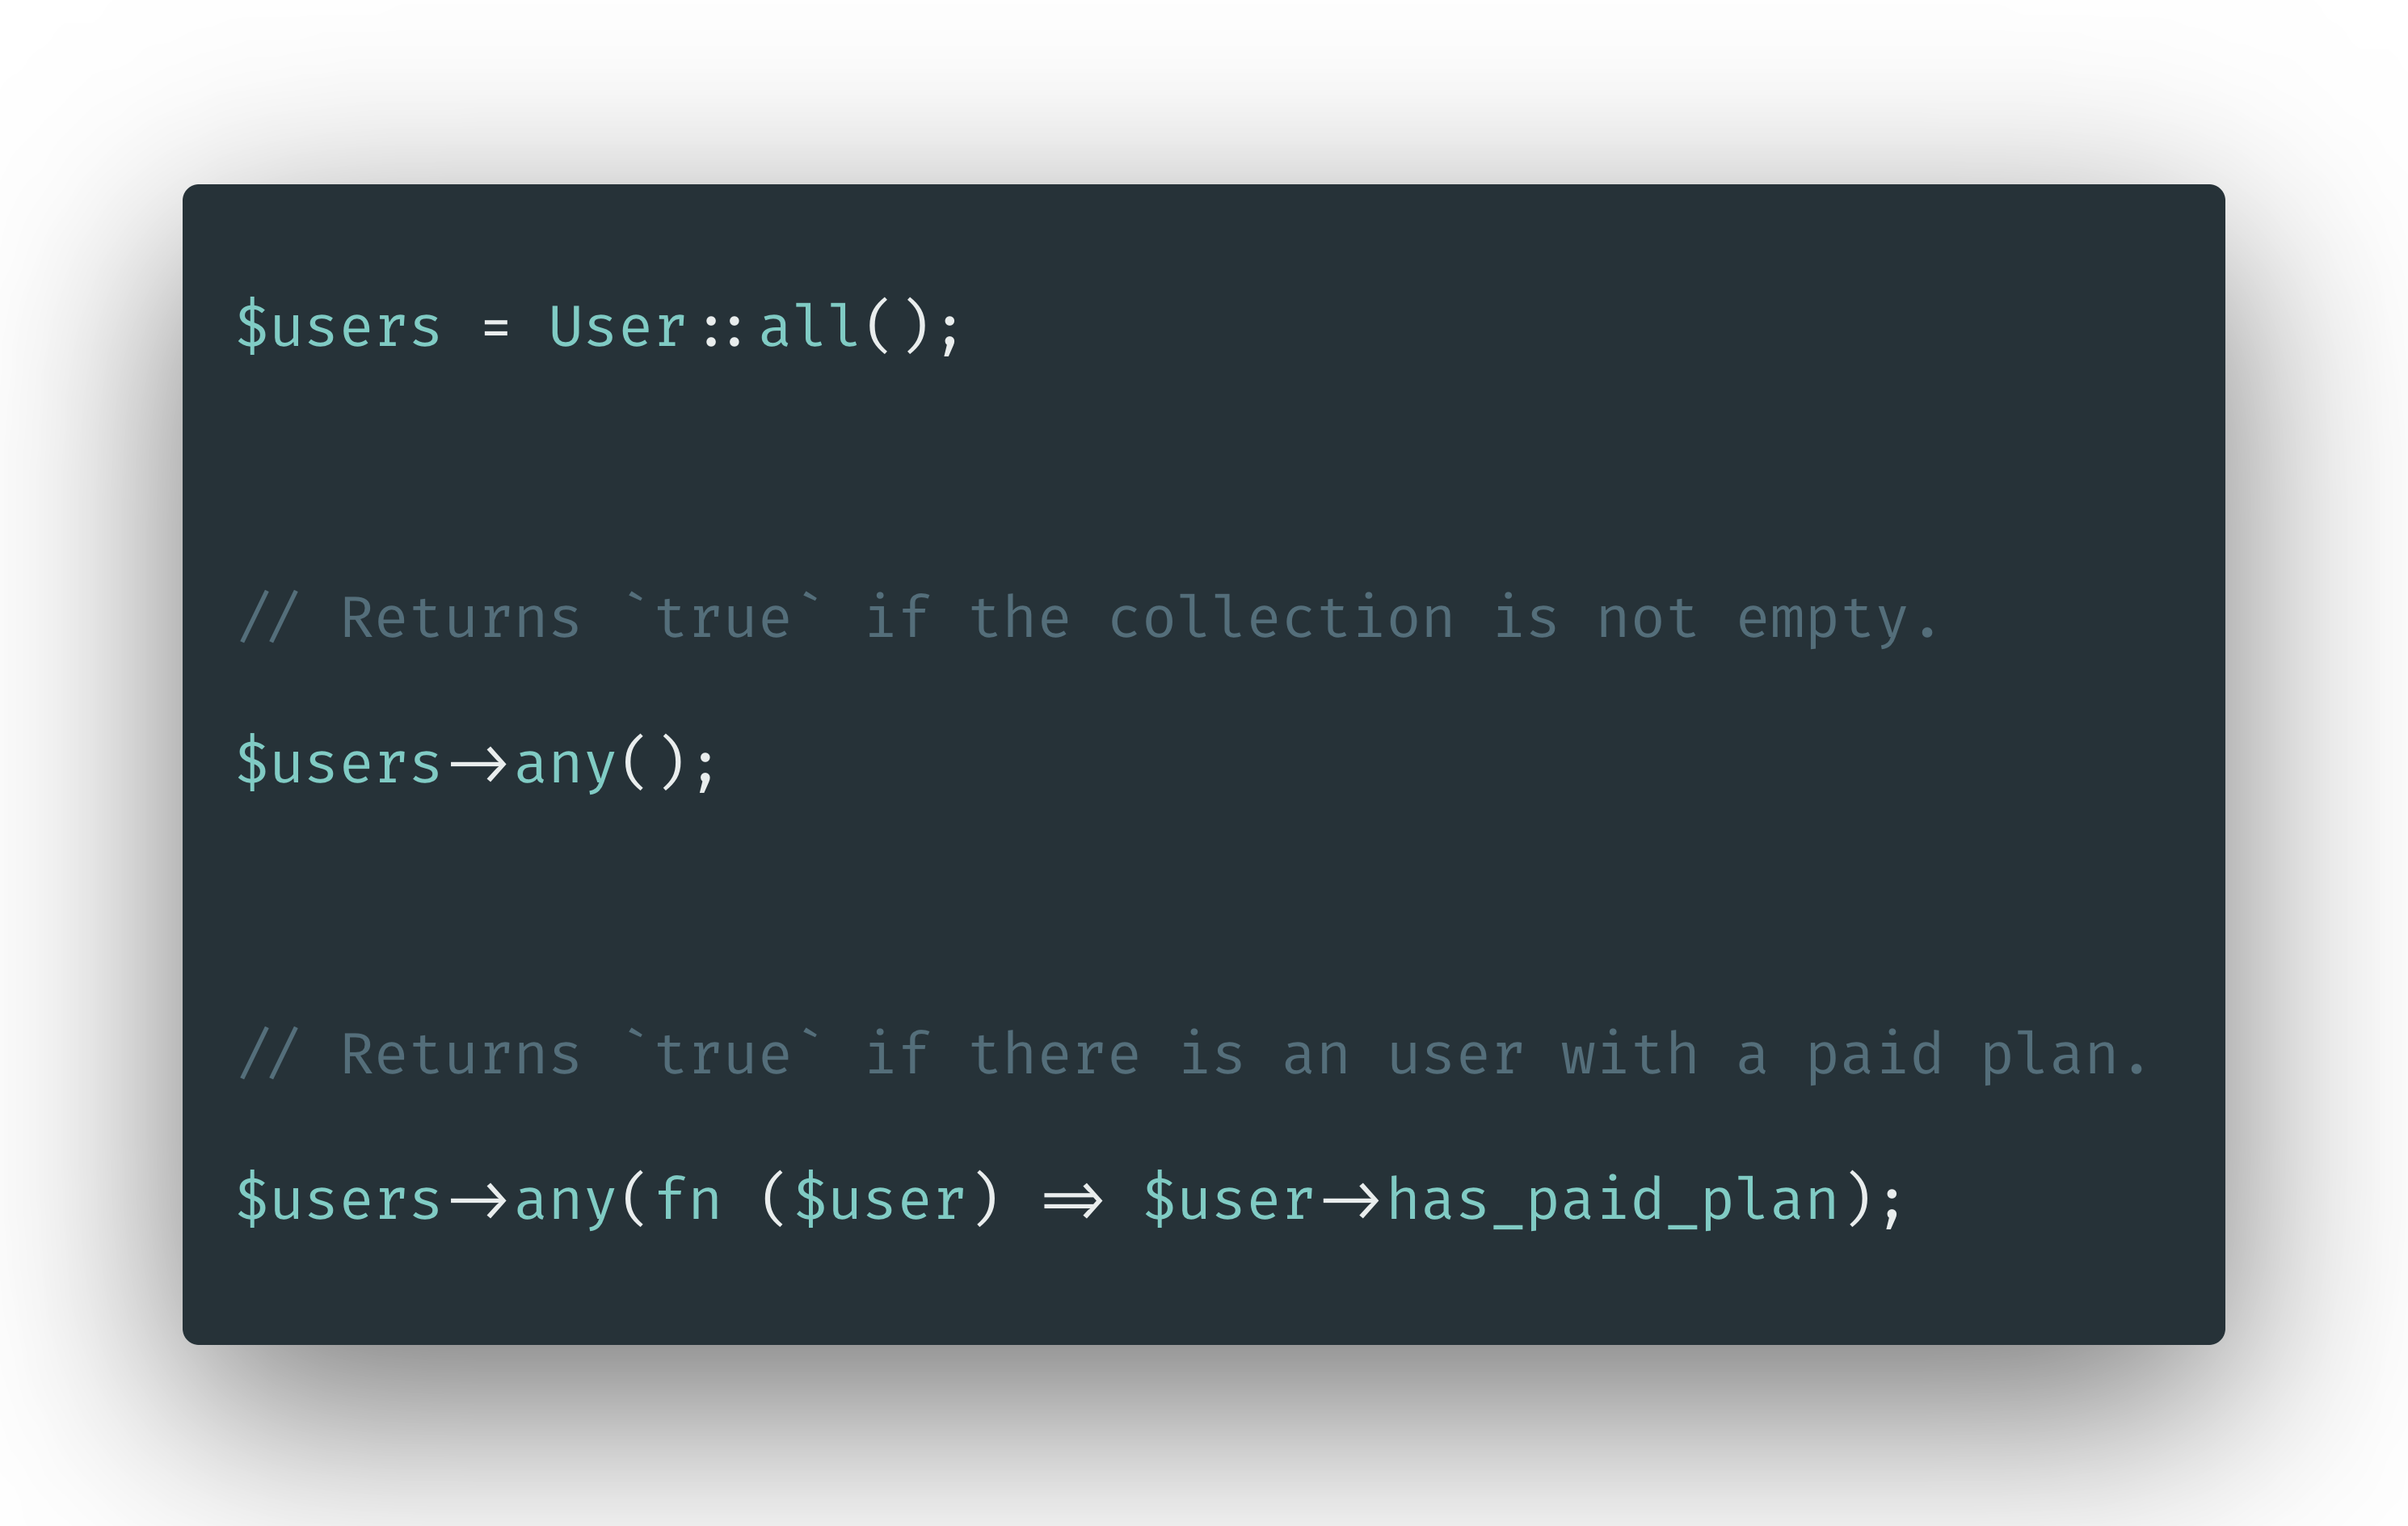 $users = User::all();
// Returns `true` if the collection is not empty.
$users->any();
// Returns `true` if there is an user with a paid plan.
$users->any(fn ($user) => $user->has_paid_plan);